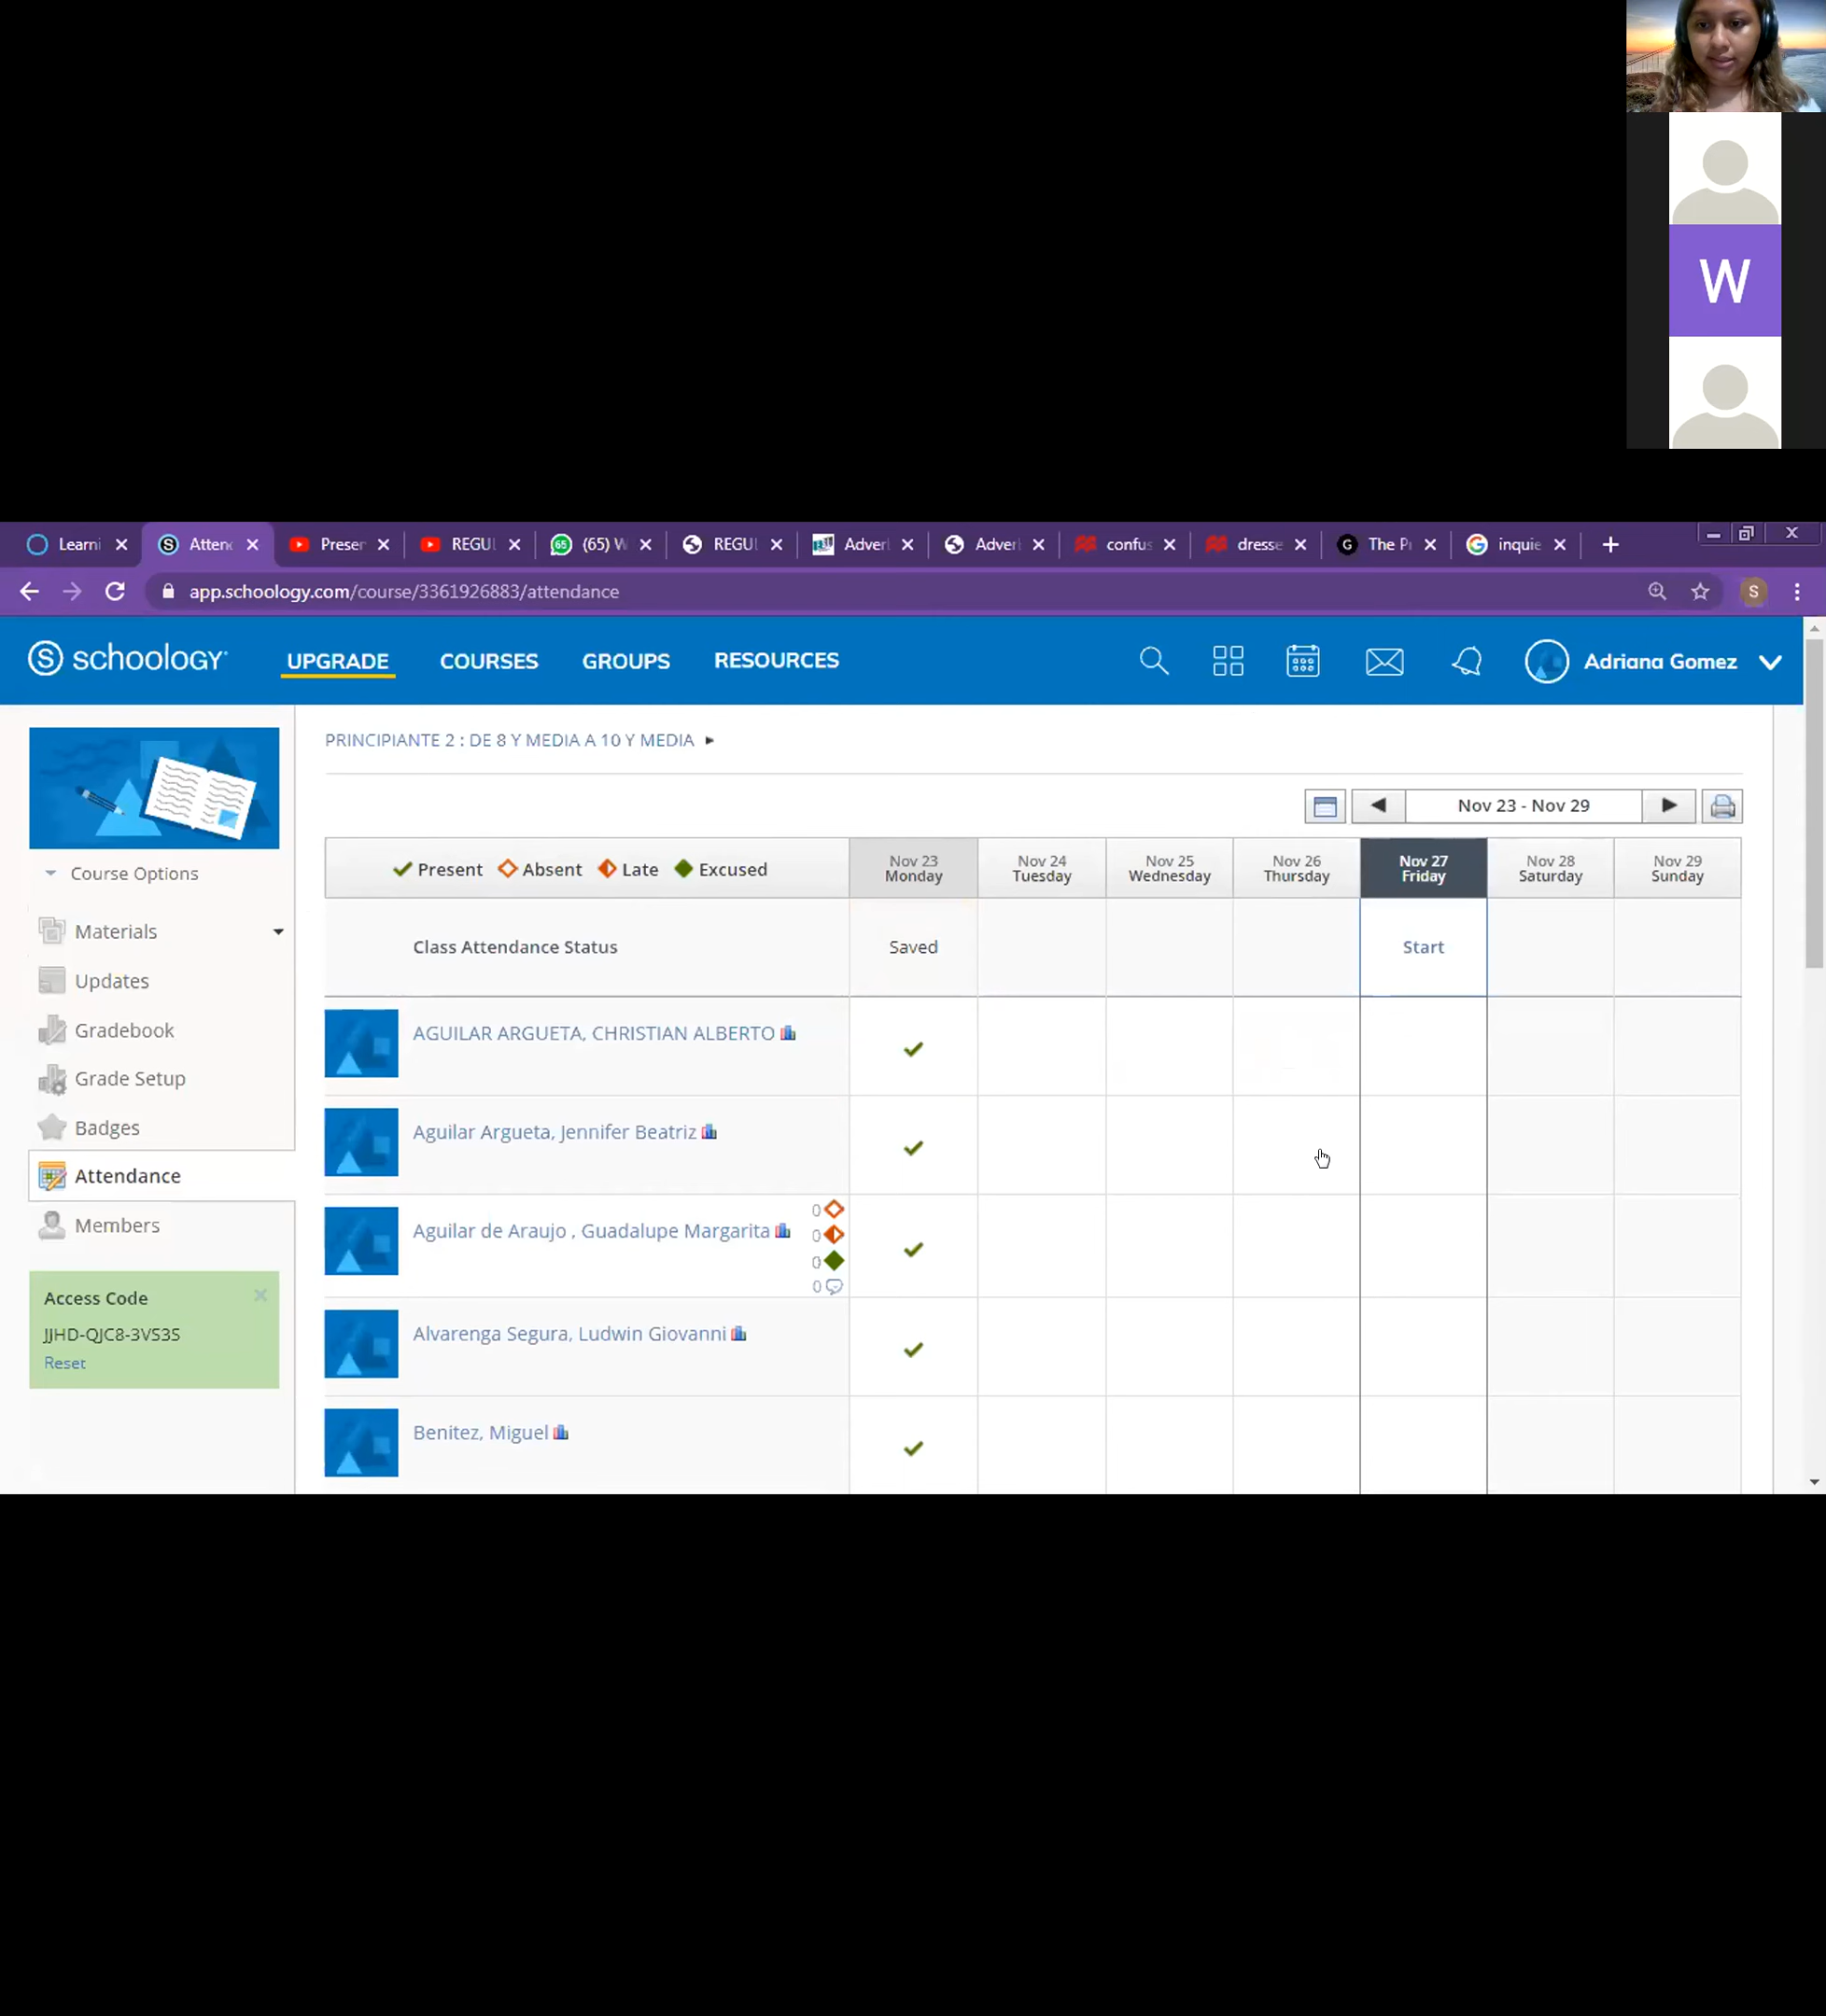 W
Learni
Atten
Preser
REGUL
(65) W
REGUL
Adver
Adver
confus
dresse
The P
inquie
app.schoology.com/course/3361926883/attendance
S
schoology
UPGRADE
COURSES
GROUPS
RESOURCES
Adriana Gomez
PRINCIPIANTE 2 : DE 8 Y MEDIA A 10 Y MEDIA
Nov 23 - Nov 29
Course Options
Materials
Updates
Gradebook
Grade Setup
Badges
Attendance
Members
Access Code
JJHD-QJC8-3VS3S
Reset
Present Absent Late Excused
Nov 23
Monday
Nov 24
Tuesday
Nov 25
Wednesday
Nov 26
Thursday
Nov 27
Friday
Nov 28
Saturday
Nov 29
Sunday
Class Attendance Status
Saved
Start
AGUILAR ARGUETA, CHRISTIAN ALBERTO
Aguilar Argueta, Jennifer Beatriz
Aguilar de Araujo , Guadalupe Margarita
0
0
0
0
Alvarenga Segura, Ludwin Giovanni
Benitez, Miguel